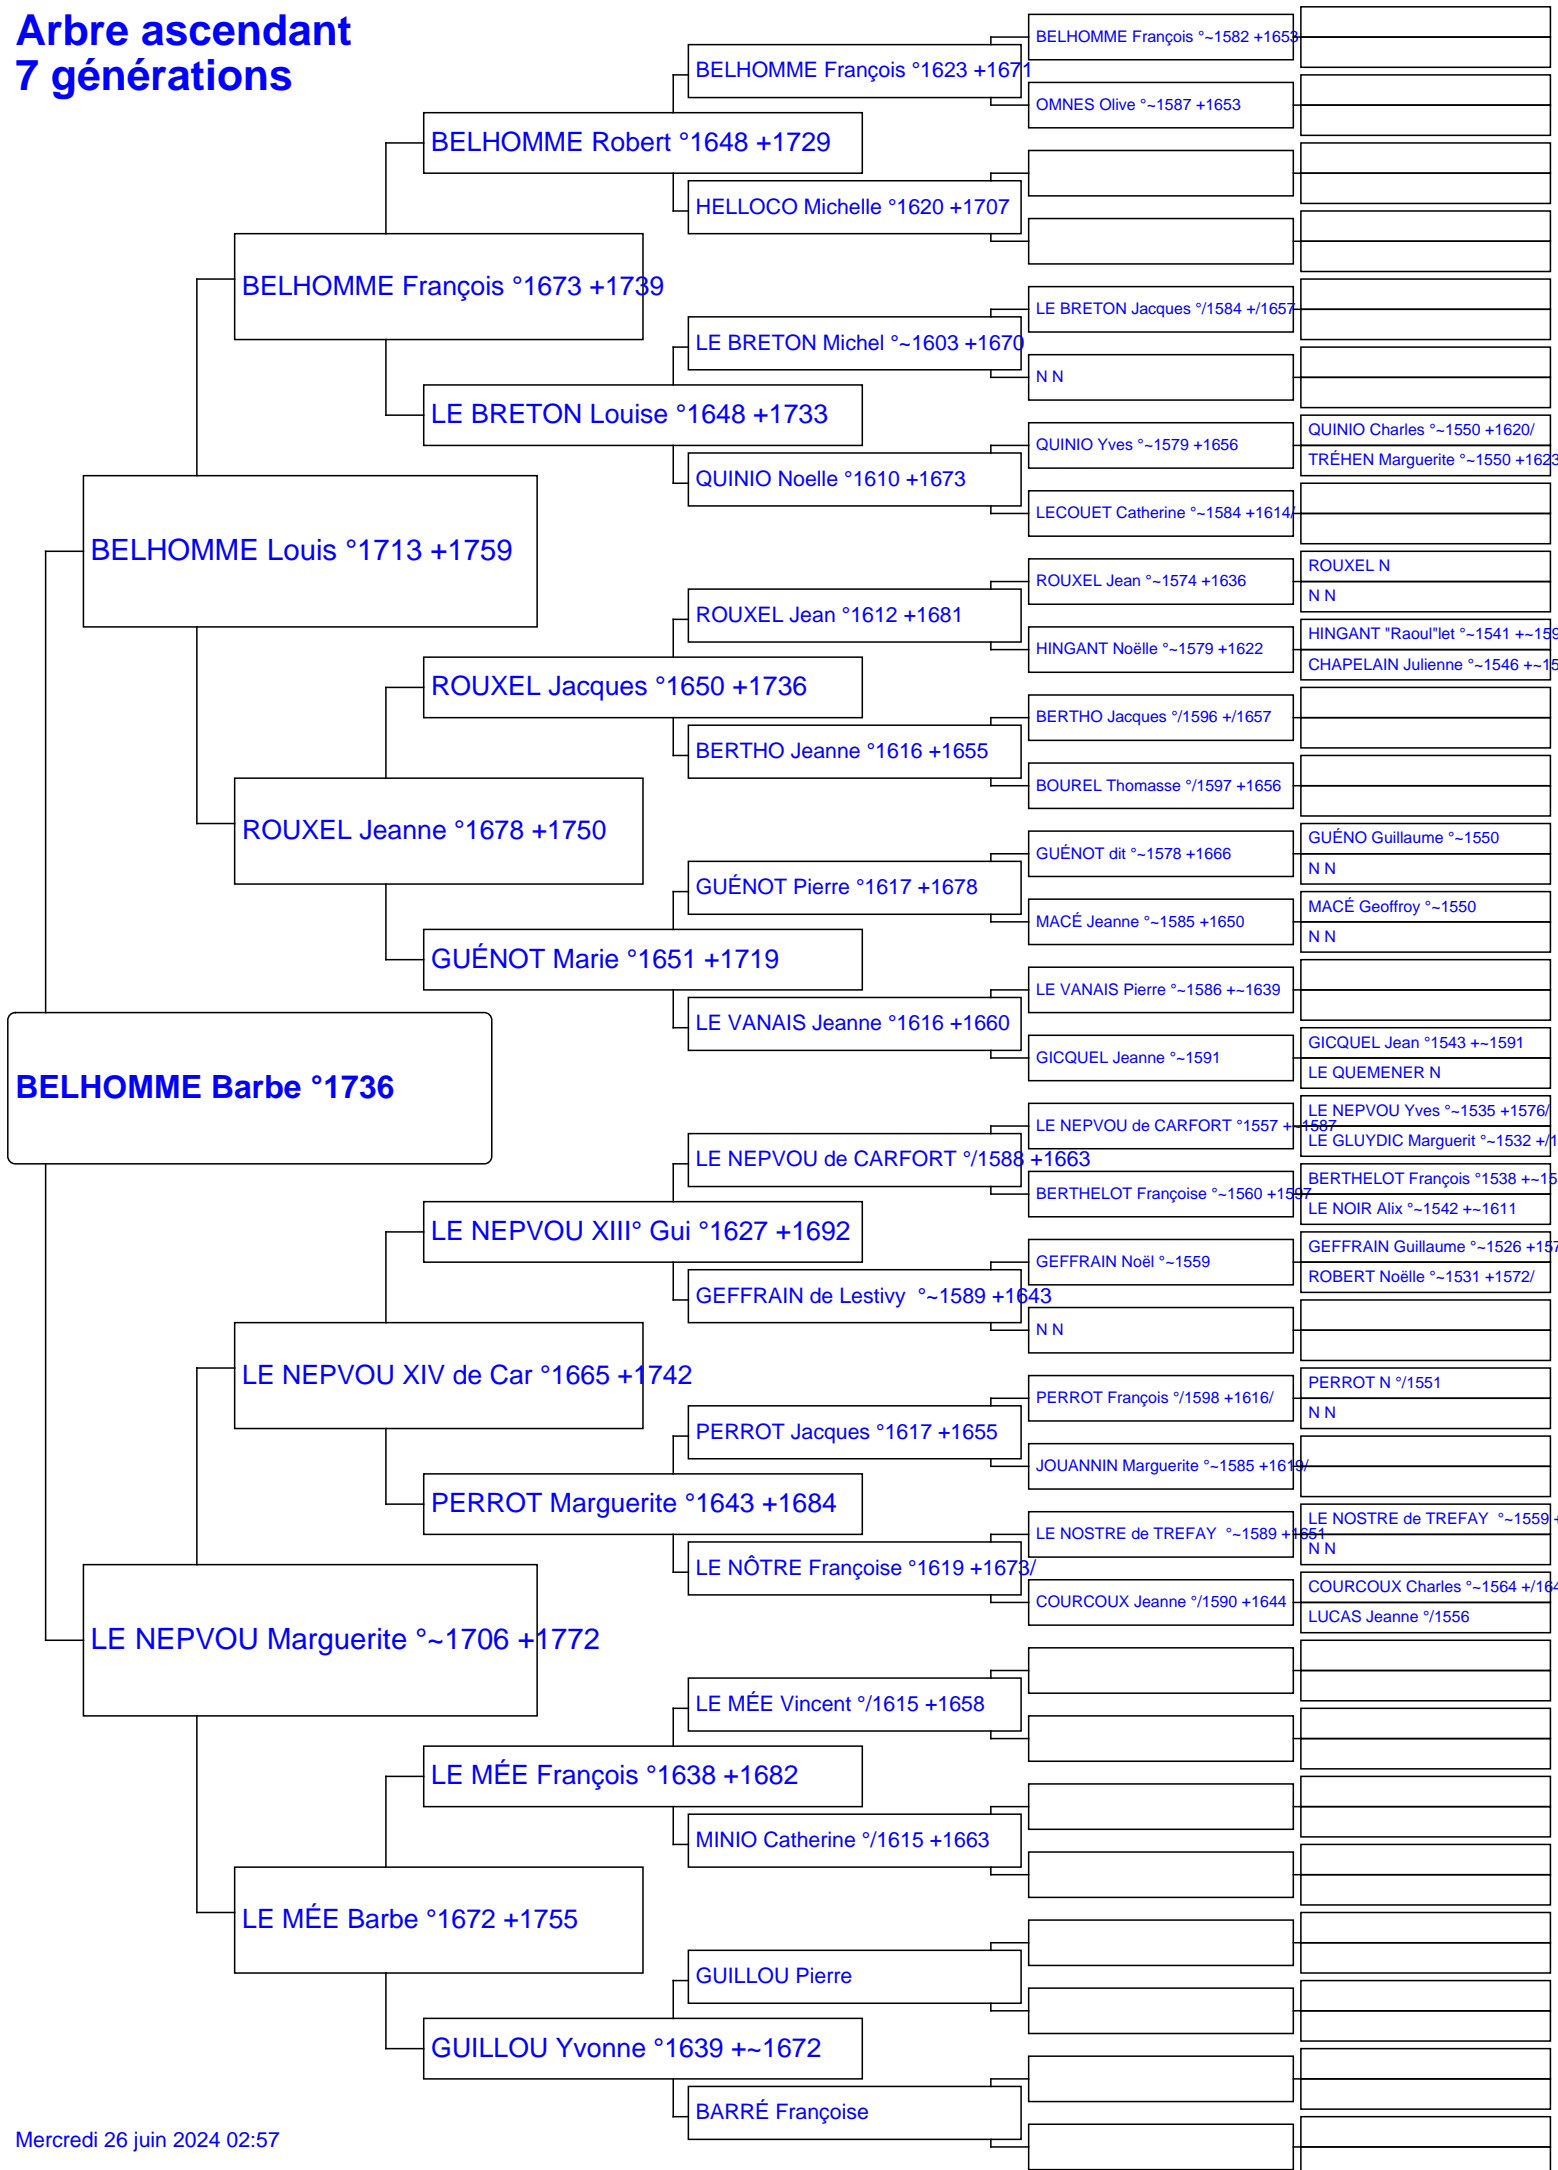 Arbre ascendant
7 générations
BELHOMME François °~1582 +1653
BELHOMME François °1623 +1671
OMNES Olive °~1587 +1653
BELHOMME Robert °1648 +1729
HELLOCO Michelle °1620 +1707
BELHOMME François °1673 +1739
LE BRETON Jacques °/1584 +/1657
LE BRETON Michel °~1603 +1670
N N
LE BRETON Louise °1648 +1733
QUINIO Charles °~1550 +1620/
QUINIO Yves °~1579 +1656
TRÉHEN Marguerite °~1550 +1623
QUINIO Noelle °1610 +1673
LECOUET Catherine °~1584 +1614/
BELHOMME Louis °1713 +1759
ROUXEL N
ROUXEL Jean °~1574 +1636
N N
ROUXEL Jean °1612 +1681
HINGANT "Raoul"let °~1541 +~159
HINGANT Noëlle °~1579 +1622
CHAPELAIN Julienne °~1546 +~15
ROUXEL Jacques °1650 +1736
BERTHO Jacques °/1596 +/1657
BERTHO Jeanne °1616 +1655
BOUREL Thomasse °/1597 +1656
ROUXEL Jeanne °1678 +1750
GUÉNO Guillaume °~1550
GUÉNOT dit °~1578 +1666
N N
GUÉNOT Pierre °1617 +1678
MACÉ Geoffroy °~1550
MACÉ Jeanne °~1585 +1650
N N
GUÉNOT Marie °1651 +1719
LE VANAIS Pierre °~1586 +~1639
LE VANAIS Jeanne °1616 +1660
GICQUEL Jean °1543 +~1591
GICQUEL Jeanne °~1591
LE QUEMENER N
BELHOMME Barbe °1736
LE NEPVOU Yves °~1535 +1576/
LE NEPVOU de CARFORT °1557 +~1587
LE GLUYDIC Marguerit °~1532 +/1
LE NEPVOU de CARFORT °/1588 +1663
BERTHELOT François °1538 +~15
BERTHELOT Françoise °~1560 +1597
LE NOIR Alix °~1542 +~1611
LE NEPVOU XIII° Gui °1627 +1692
GEFFRAIN Guillaume °~1526 +157
GEFFRAIN Noël °~1559
ROBERT Noëlle °~1531 +1572/
GEFFRAIN de Lestivy  °~1589 +1643
N N
LE NEPVOU XIV de Car °1665 +1742
PERROT N °/1551
PERROT François °/1598 +1616/
N N
PERROT Jacques °1617 +1655
JOUANNIN Marguerite °~1585 +1619/
PERROT Marguerite °1643 +1684
LE NOSTRE de TREFAY  °~1559 +
LE NOSTRE de TREFAY  °~1589 +1651
N N
LE NÔTRE Françoise °1619 +1673/
COURCOUX Charles °~1564 +/164
COURCOUX Jeanne °/1590 +1644
LUCAS Jeanne °/1556
LE NEPVOU Marguerite °~1706 +1772
LE MÉE Vincent °/1615 +1658
LE MÉE François °1638 +1682
MINIO Catherine °/1615 +1663
LE MÉE Barbe °1672 +1755
GUILLOU Pierre
GUILLOU Yvonne °1639 +~1672
BARRÉ Françoise
Mercredi 26 juin 2024 02:57